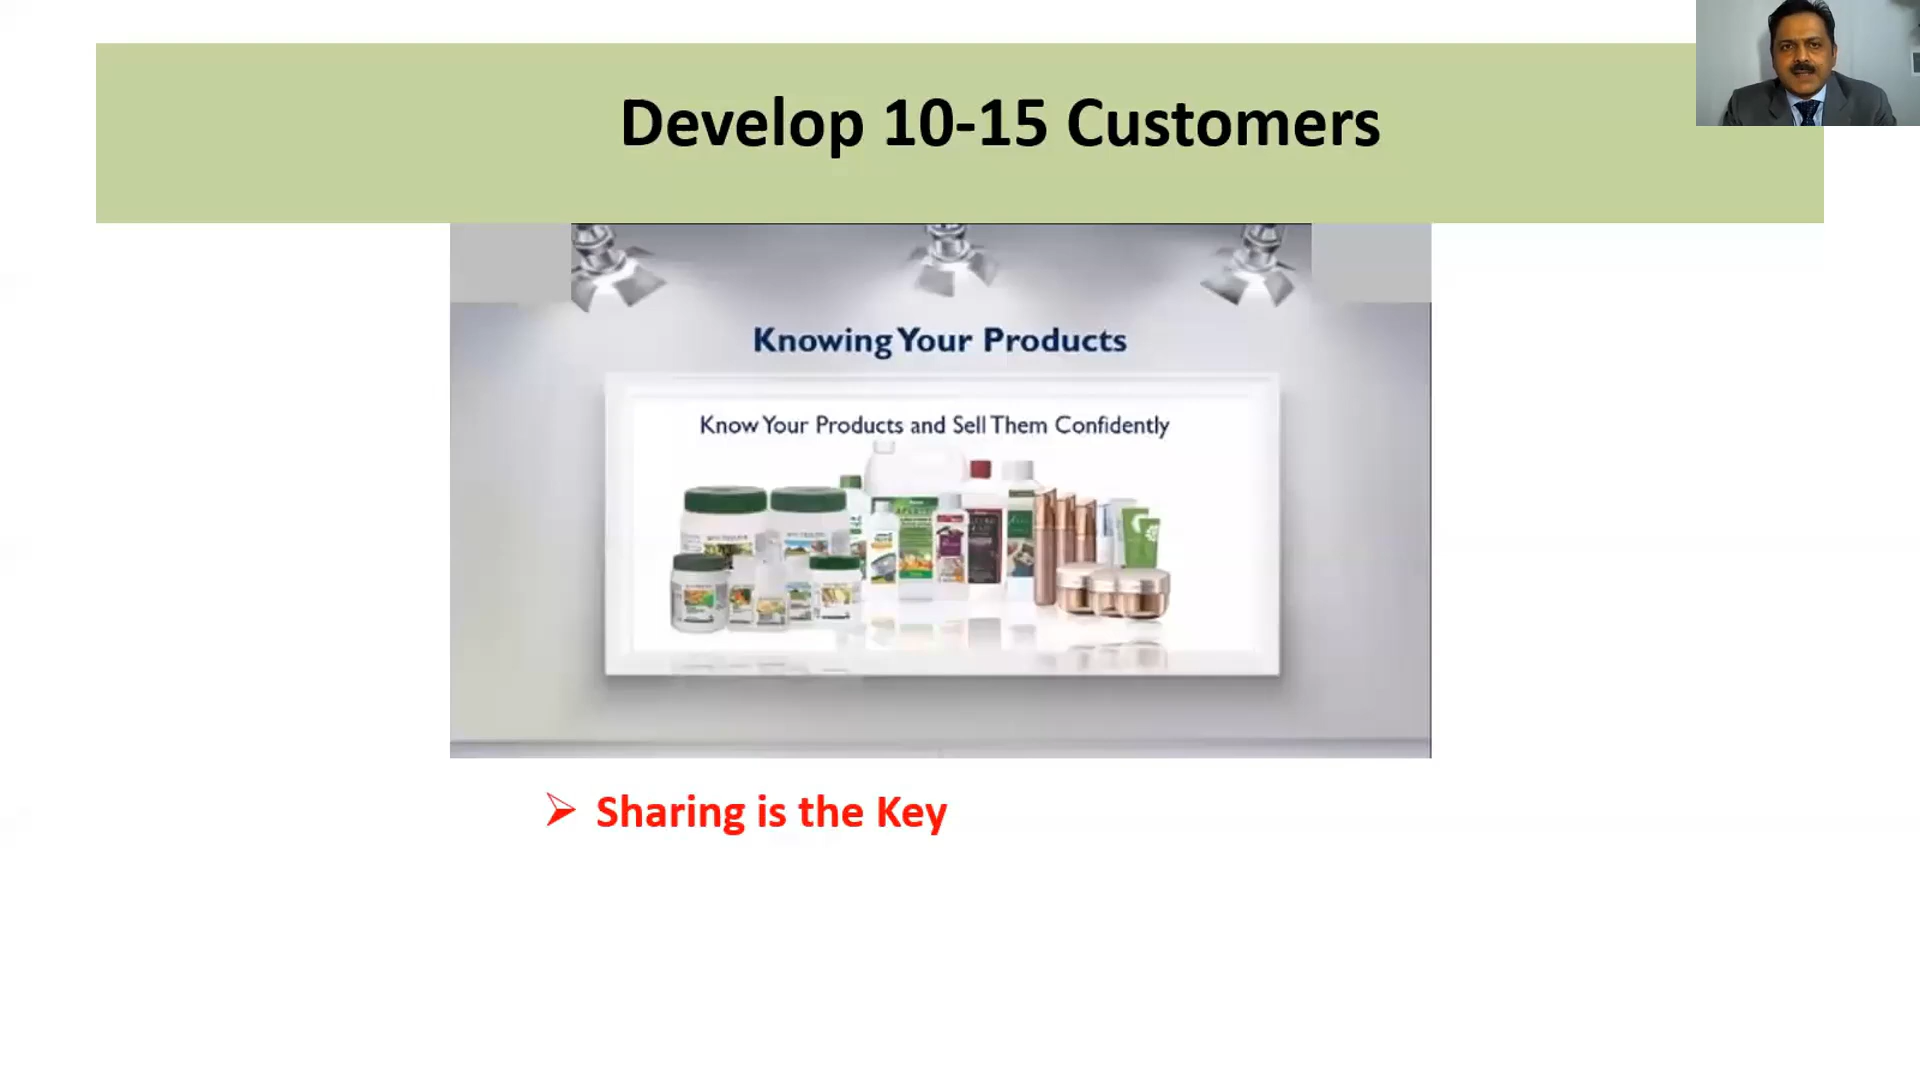 Develop 10-15 Customers
Knowing Your Products
Know Your Products and Sell Them Confidently
➢ Sharing is the Key